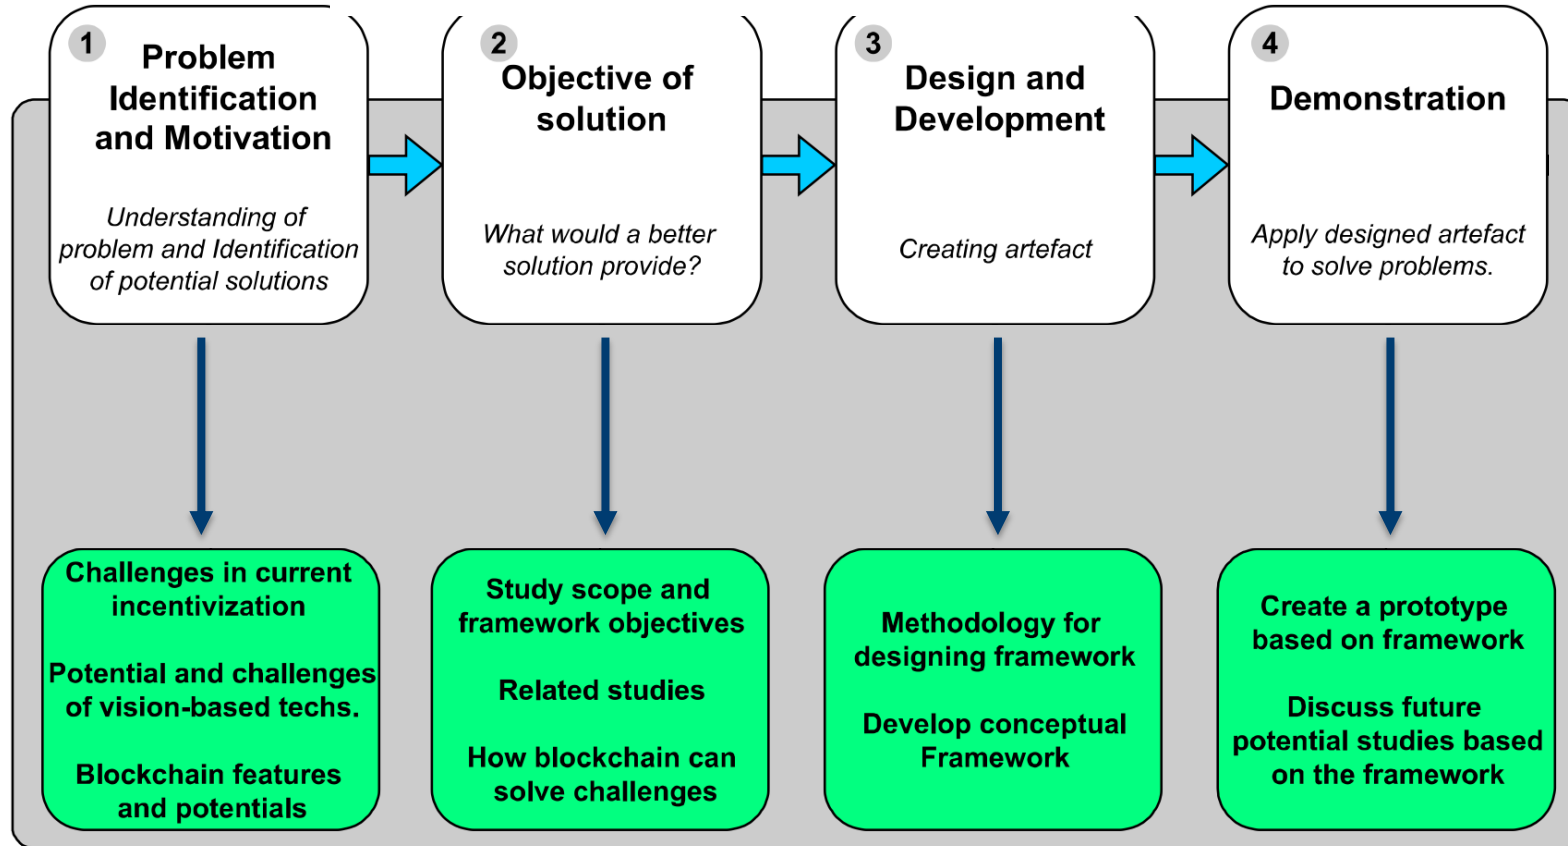 1
Problem
Identification
and Motivation
Understanding of
problem and Identification
of potential solutions
2
Objective of
solution
What would a better
solution provide?
3
Design and
Development
Creating artefact
4
Demonstration
Apply designed artefact
to solve problems.
Challenges in current
incentivization
Potential and challenges
of vision-based techs.
Blockchain features
and potentials
Study scope and
framework objectives
Related studies
How blockchain can
solve challenges
Methodology for
designing framework
Develop conceptual
Framework
Create a prototype
based on framework
Discuss future
potential studies based
on the framework